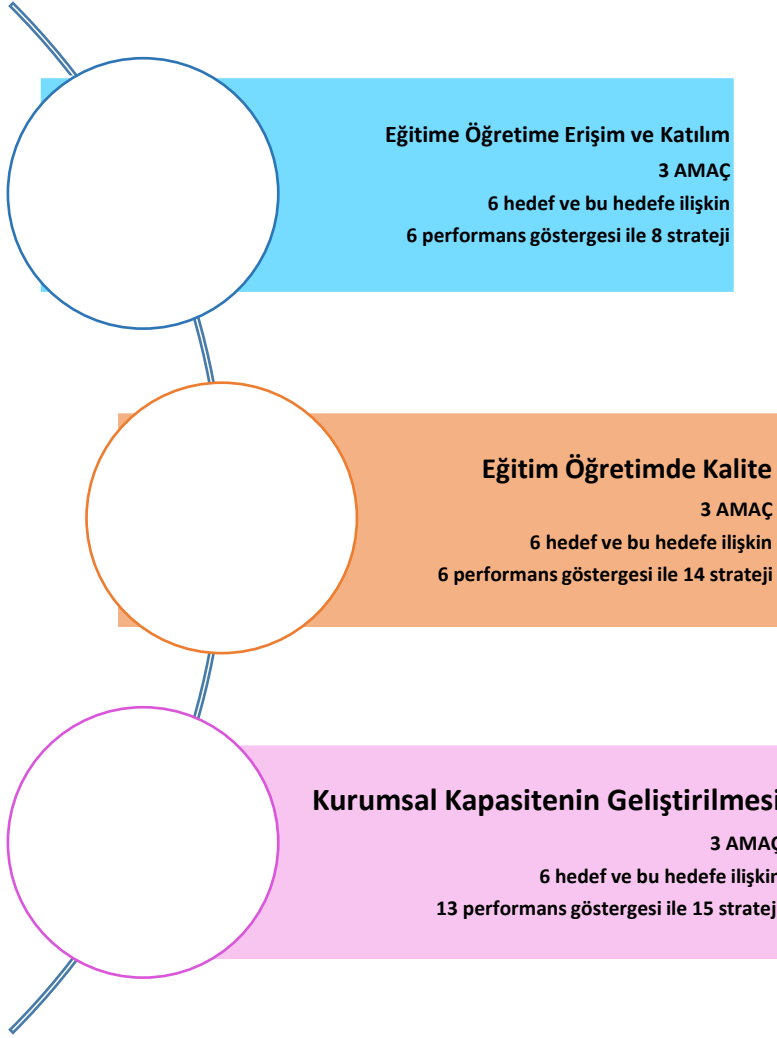 Eğitime Öğretime Erişim ve Katılım
3 AMAÇ
6 hedef ve bu hedefe ilişkin
6 performans göstergesi ile 8 strateji
Eğitim Öğretimde Kalite
3 AMAÇ
6 hedef ve bu hedefe ilişkin
6 performans göstergesi ile 14 strateji
Kurumsal Kapasitenin Geliştirilmesi
3 AMAÇ
6 hedef ve bu hedefe ilişkin
13 performans göstergesi ile 15 strateji